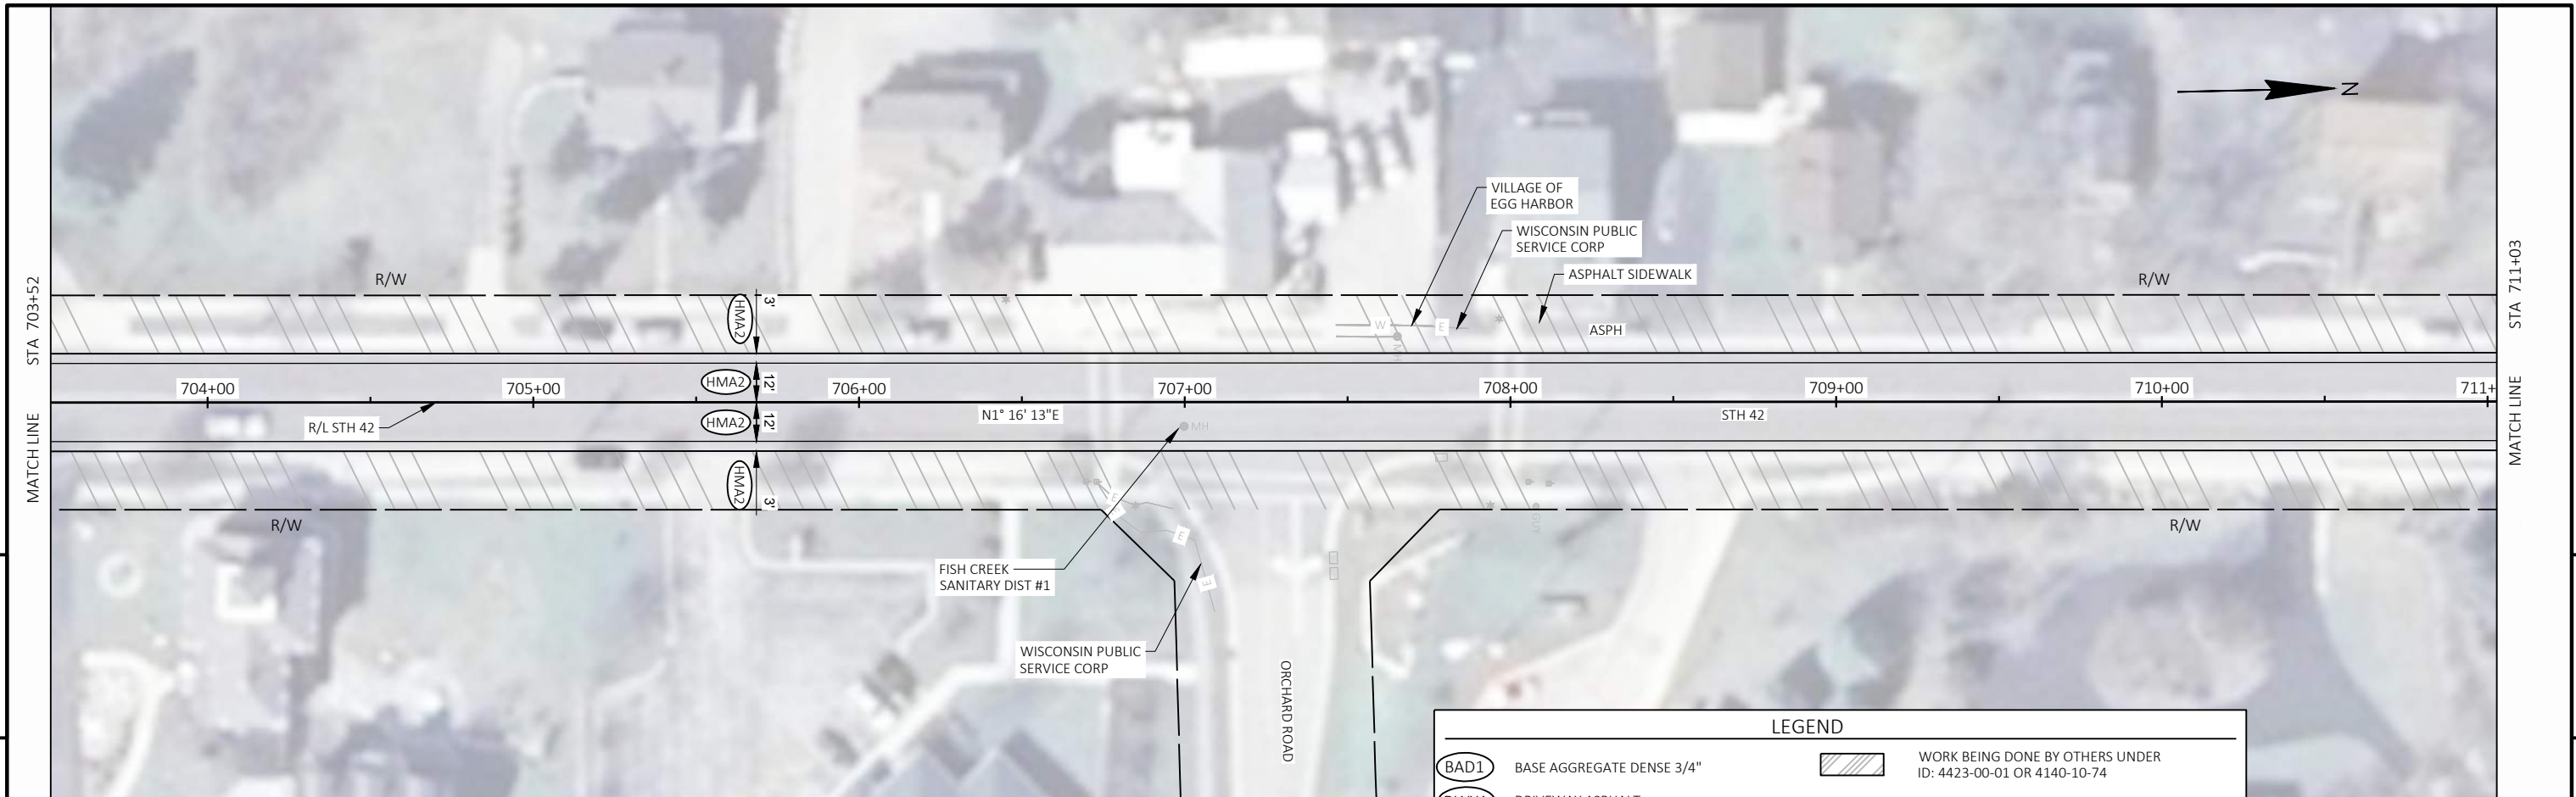 N
VILLAGE OF
EGG HARBOR
WISCONSIN PUBLIC
SERVICE CORP
ASPHALT SIDEWALK
R/W
R/W
STA 703+52
MATCH LINE
STA 711+03
MATCH LINE
HMA2
3'
W
E
MH
ASPH
HMA2
12'
704+00
705+00
706+00
707+00
708+00
709+00
710+00
711+
HMA2
12'
R/L STH 42
N1° 16' 13"E
MH
STH 42
HMA2
3'
E
R/W
R/W
GUY
E
E
FISH CREEK
SANITARY DIST #1
WISCONSIN PUBLIC
SERVICE CORP
ORCHARD ROAD
LEGEND
BAD1
BASE AGGREGATE DENSE 3/4"
WORK BEING DONE BY OTHERS UNDER
ID: 4423-00-01 OR 4140-10-74